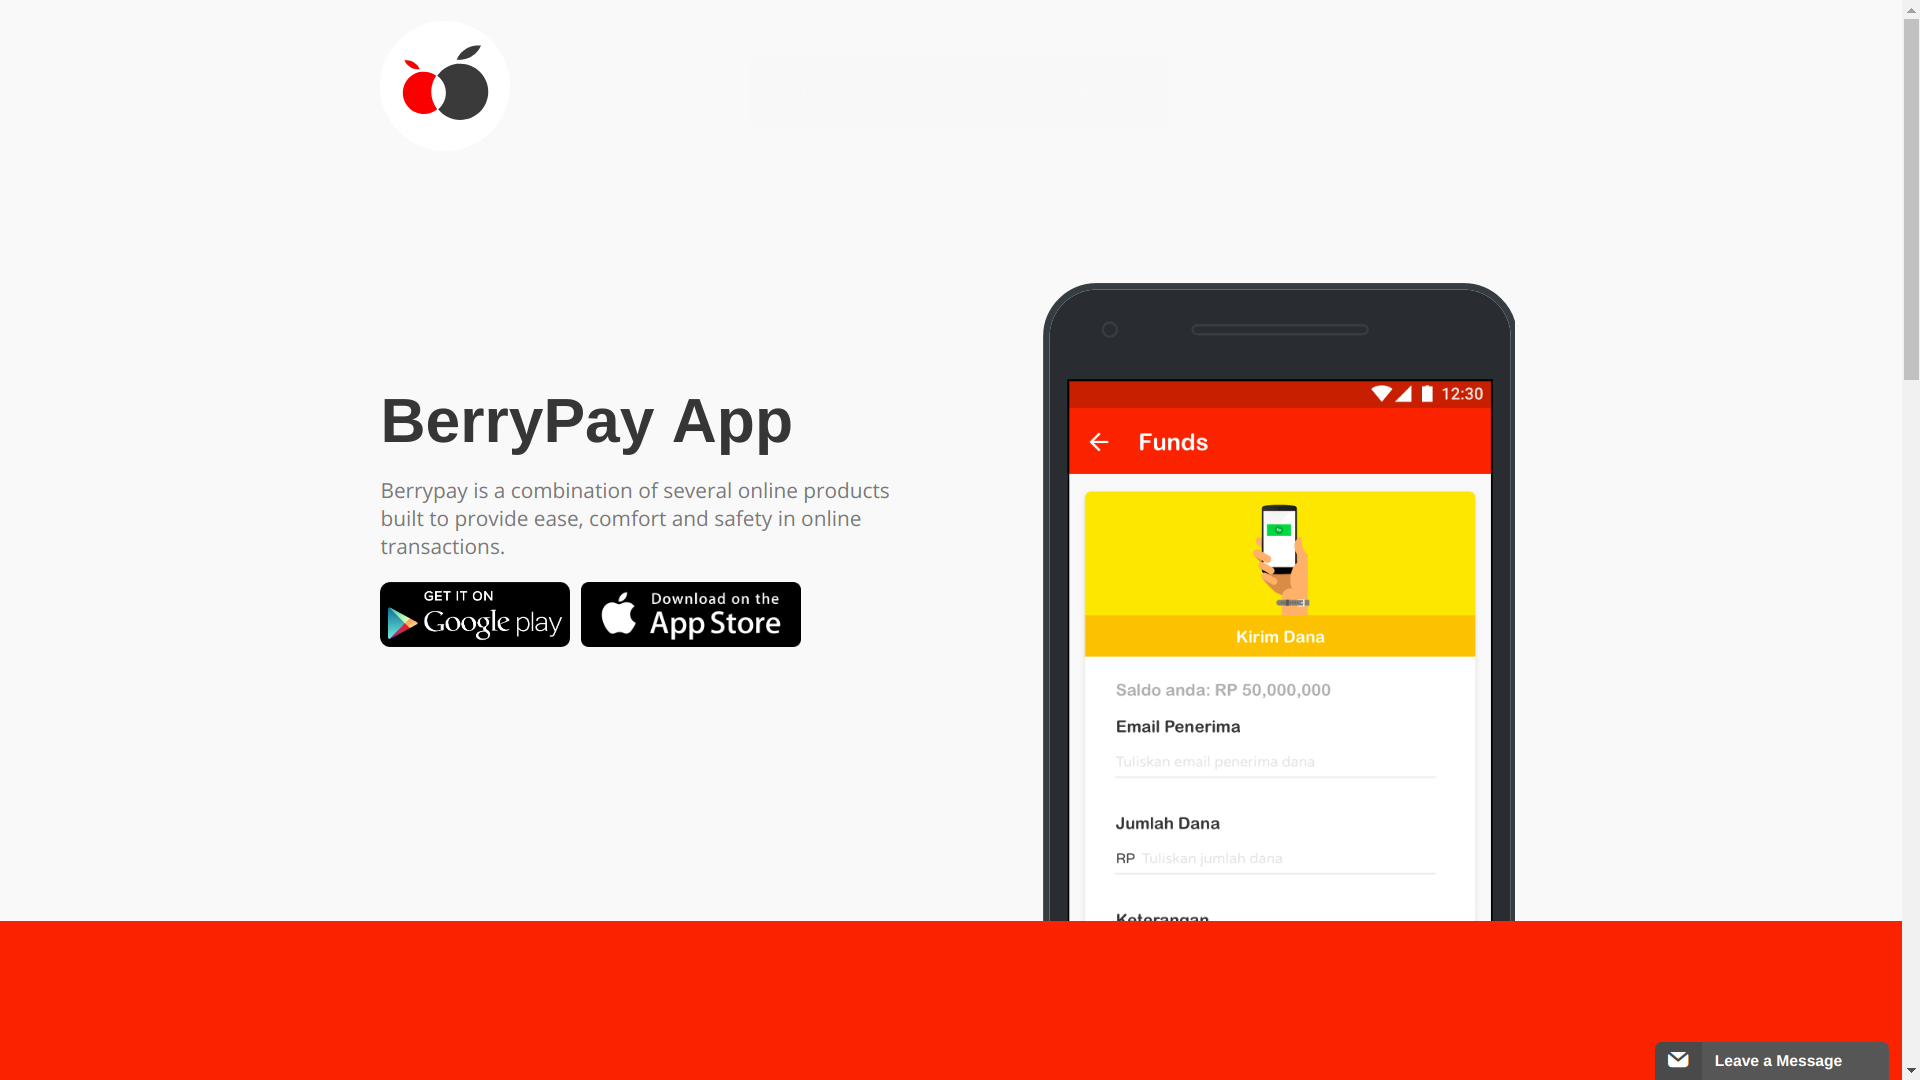 BerryPay App
Berrypay is a combination of several online products
built to provide ease, comfort and safety in online
transactions.
GET IT ON
Google play
Download on the
App Store
12:30
Funds
Kirim Dana
Saldo anda: RP 50,000,000
Email Penerima
Tuliskan email penerima dana
Jumlah Dana
RP Tuliskan jumlah dana
Keterangan
Leave a Message